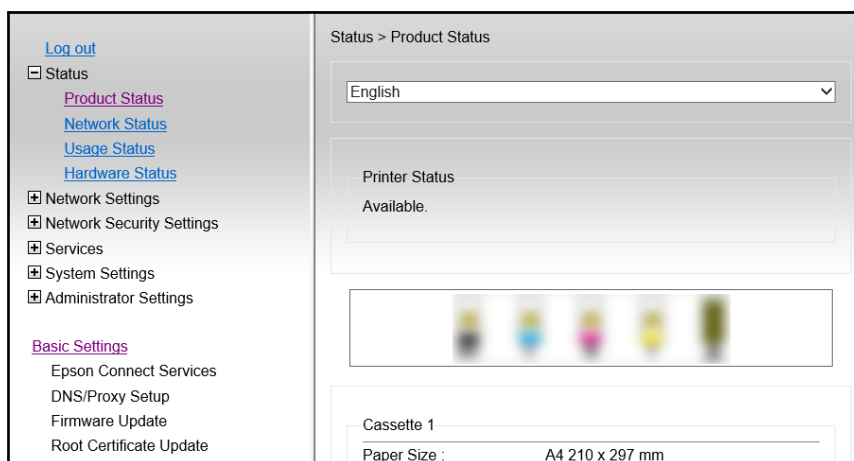 Log out
Status
Product Status
Network Status
Usage Status
Hardware Status
Network Settings
Network Security Settings
Services
System Settings
Administrator Settings
Basic Settings
Epson Connect Services
DNS/Proxy Setup
Firmware Update
Root Certificate Update
Status > Product Status
English
Printer Status
Available.
Cassette 1
Paper Size : A4 210 x 297 mm